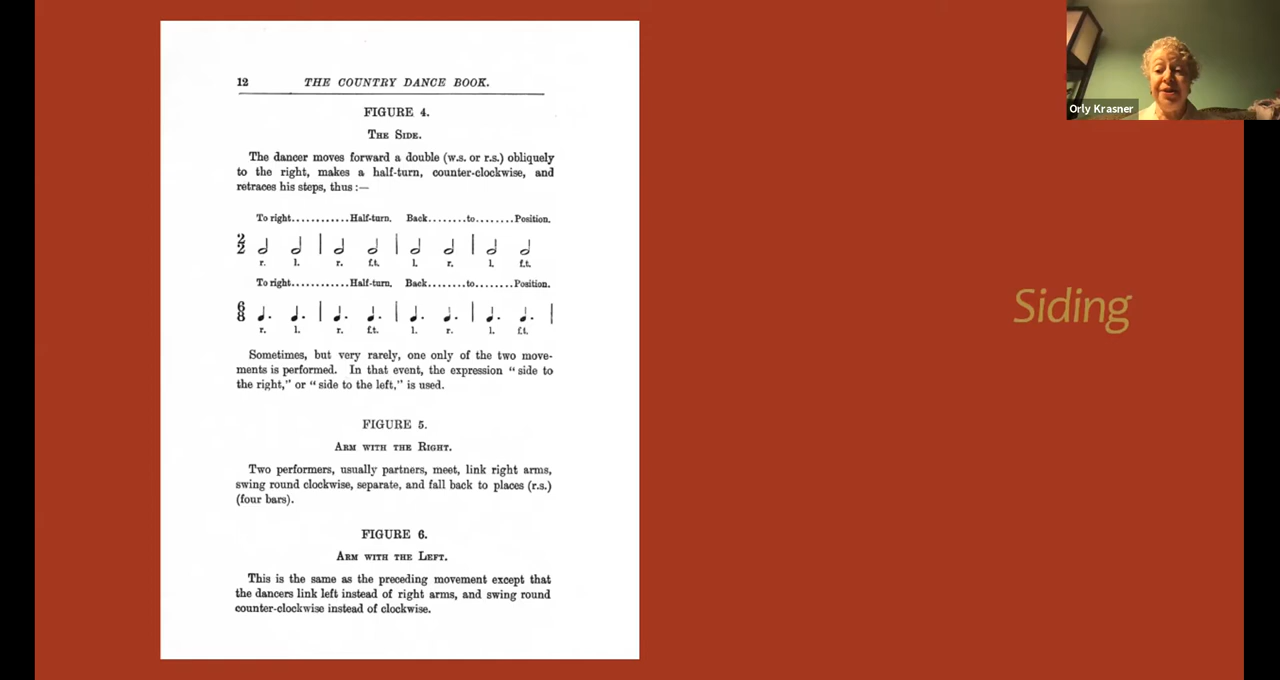 12 THE COUNTRY DANCE BOOK.
FIGURE 4.
THE SIDE.
The dancer moves forward a double (w.s. or r.s.) obliquely
to the right, makes a half-turn, counter-clockwise, and
retraces his steps, thus :—
To right............Half-turn. Back........to........Position.
2 2
r. l. r. f.t. l. r. l. f.t.
To right............Half-turn. Back........to........Position.
6 8
r. l. r. f.t. l. r. l. f.t.
Sometimes, but very rarely, one only of the two move-
ments is performed. In that event, the expression “side to
the right,” or “side to the left,” is used.
FIGURE 5.
ARM WITH THE RIGHT.
Two performers, usually partners, meet, link right arms,
swing round clockwise, separate, and fall back to places (r.s.)
(four bars).
FIGURE 6.
ARM WITH THE LEFT.
This is the same as the preceding movement except that
the dancers link left instead of right arms, and swing round
counter-clockwise instead of clockwise.
Siding
Orly Krasner